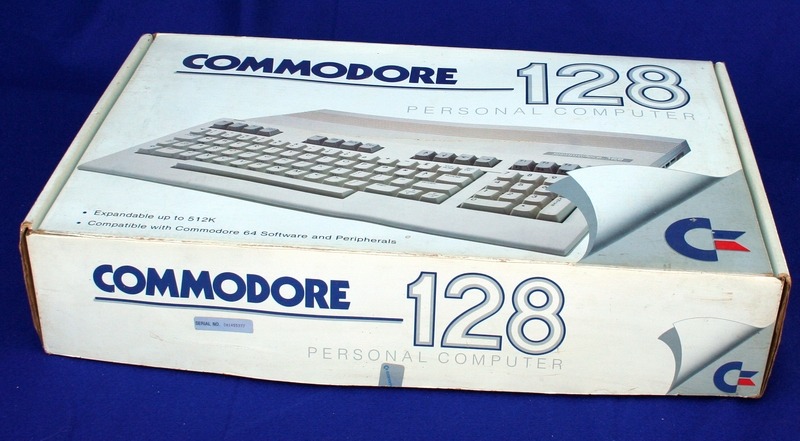 COMMODORE 128
PERSONAL COMPUTER
• Expandable up to 512K
• Compatible with Commodore 64 Software and Peripherals
COMMODORE 128
SERIAL NO.
PERSONAL COMPUTER